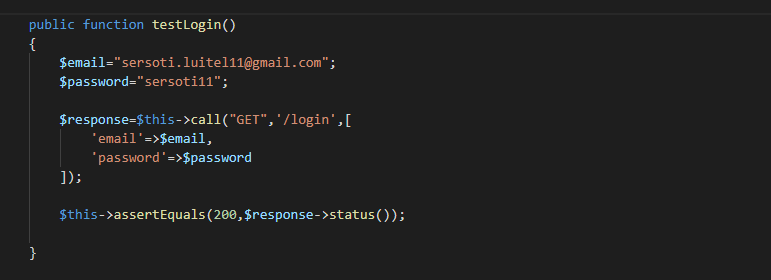 public function testLogin()
{
$email="sersoti.luitel11@gmail.com";
$password="sersoti11";
$response=$this->call("GET",'/login',[
'email'=>$email,
'password'=>$password
]);
$this->assertEquals(200,$response->status());
}